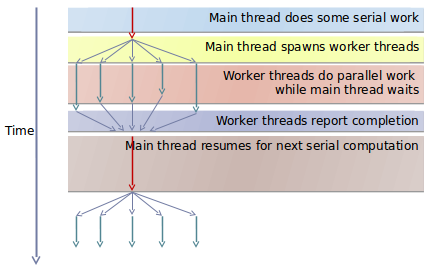 Main thread does some serial work
Main thread spawns worker threads
Worker threads do parallel work
while main thread waits
Time
Worker threads report completion
Main thread resumes for next serial computation